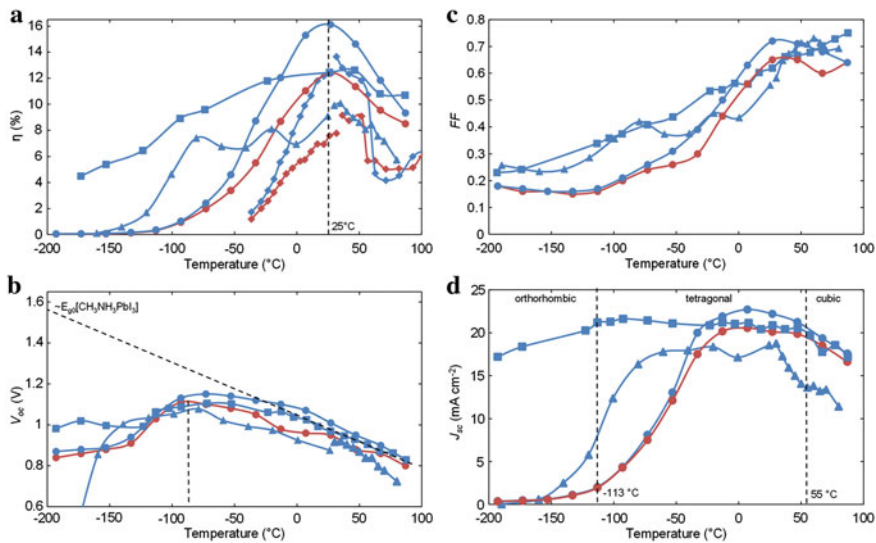 a
16
14
12
10
8
6
4
2
0
η (%)
25°C
-200 -150 -100 -50 0 50 100
Temperature (°C)
c
0.8
0.7
0.6
0.5
0.4
0.3
0.2
0.1
0
FF
-200 -150 -100 -50 0 50 100
Temperature (°C)
b
1.6
1.4
1.2
1
0.8
0.6
Voc (V)
~Eg0[CH3NH3PbI3]
-200 -150 -100 -50 0 50 100
Temperature (°C)
d
orthorhombic tetragonal cubic
25
20
15
10
5
0
Jsc (mA cm-2)
-113 °C
55 °C
-200 -150 -100 -50 0 50 100
Temperature (°C)